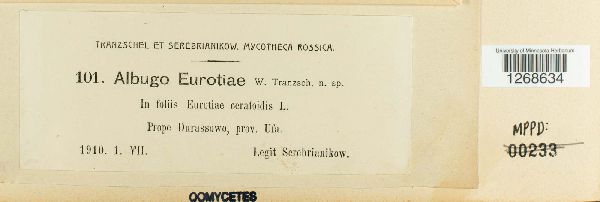 TRANZSCHEL ET SEREBRIANIKOW. MYCOTHECA ROSSICA.
101. Albugo Eurotiae W. Tranzsch. n. sp.
In foliis Eurotiae ceratoidis L.
Prope Durassowo, prov. Ufa.
1910. 1. VII. Legit Serebrianikow.
OOMYCETES
University of Minnesota Herbarium
1268634
MPPD:
00233